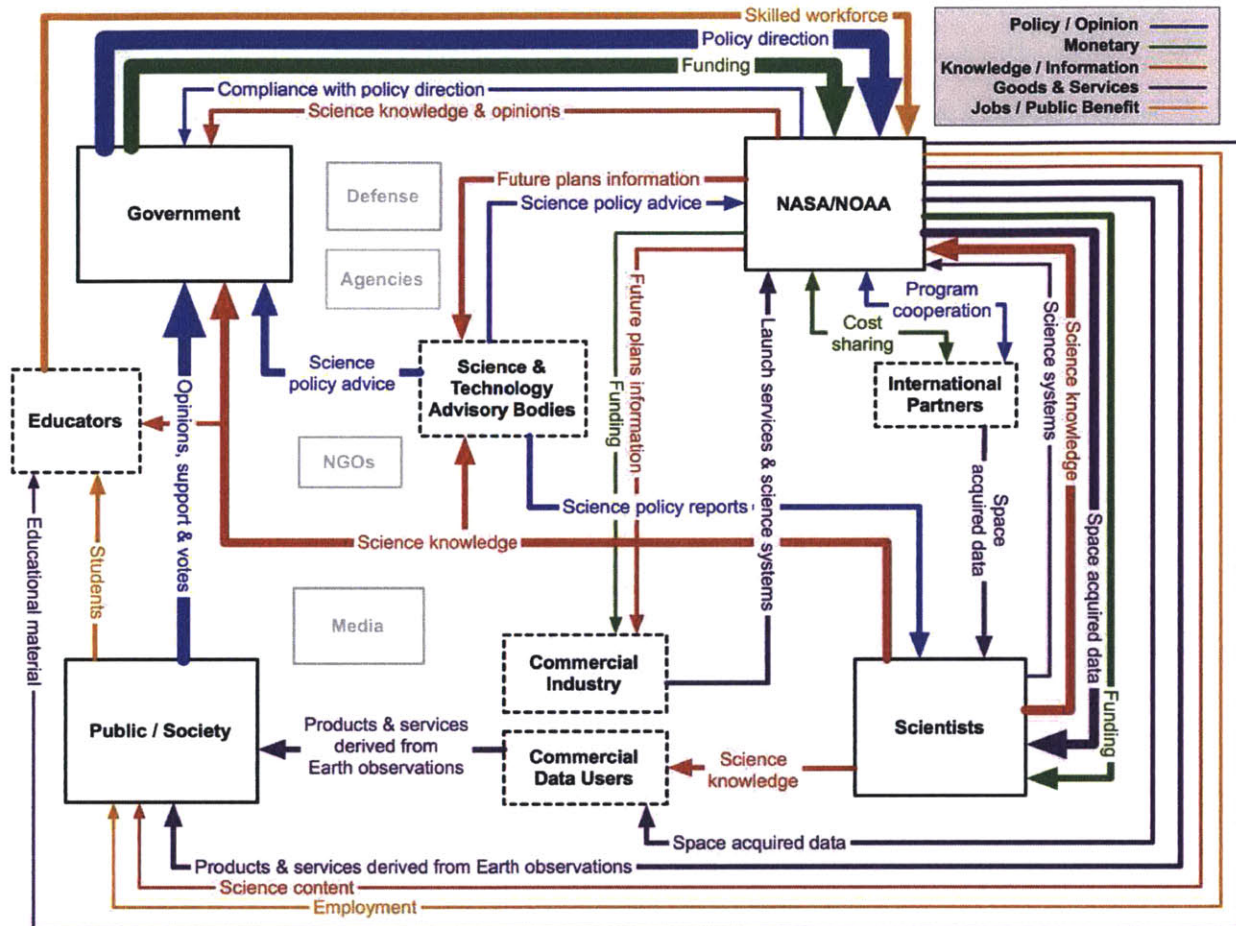 Skilled workforce
Policy direction
Funding
Compliance with policy direction
Science knowledge & opinions
Policy / Opinion
Monetary
Knowledge / Information
Goods & Services
Jobs / Public Benefit
Government
Defense
Agencies
Future plans information
Science policy advice
NASA/NOAA
Program
cooperation
Cost
sharing
Science
policy advice
Science &
Technology
Advisory Bodies
International
Partners
Educators
NGOs
Opinions, support & votes
Funding
Future plans information
Launch services & science systems
Science systems
Science knowledge
Space acquired data
Space
acquired data
Funding
Science policy reports
Science knowledge
Educational material
Students
Media
Commercial
Industry
Public / Society
Products & services
derived from
Earth observations
Commercial
Data Users
Science
knowledge
Scientists
Space acquired data
Products & services derived from Earth observations
Science content
Employment